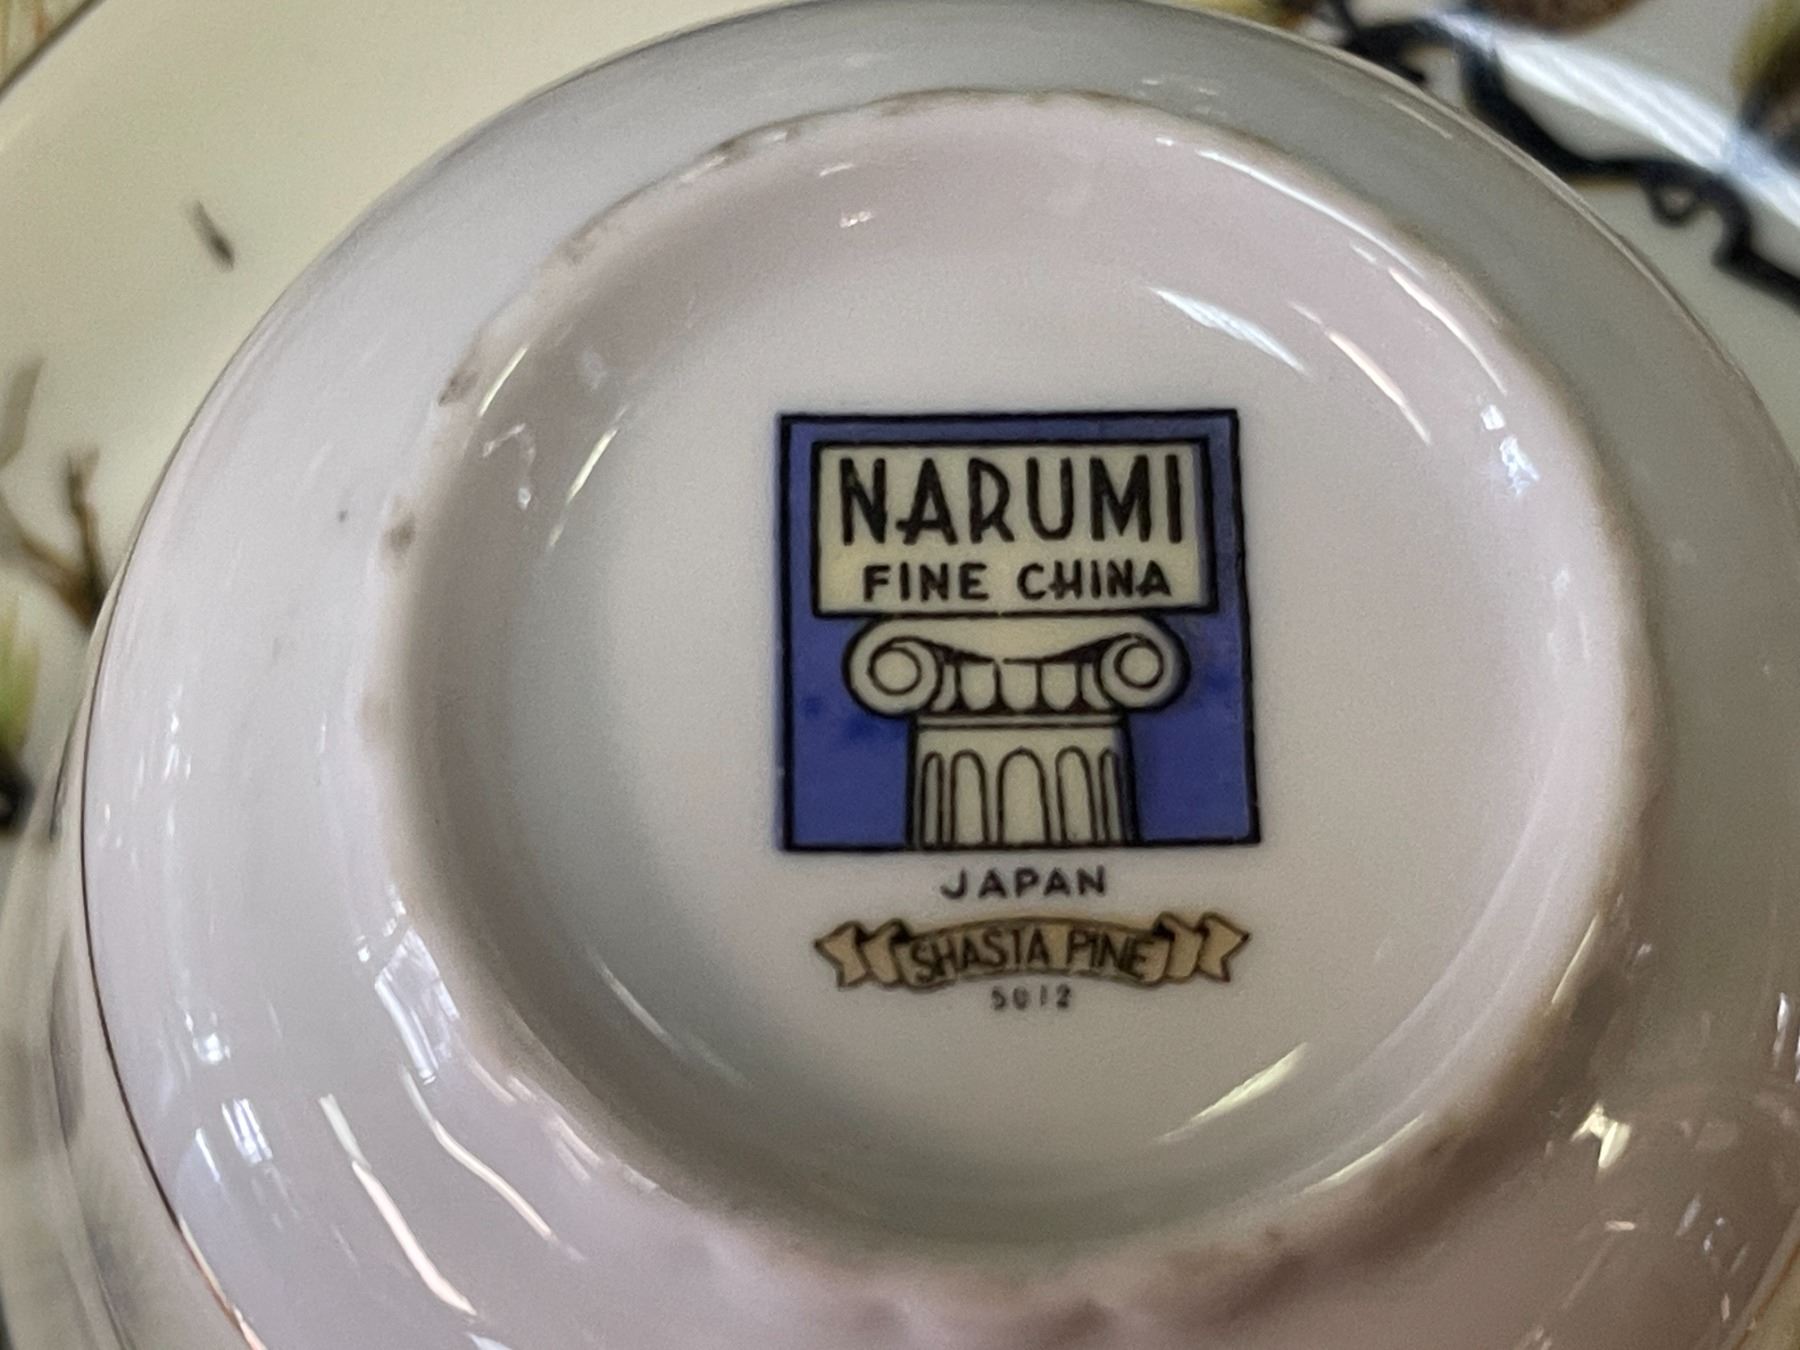 NARUMI
FINE CHINA
JAPAN
SHASTA PINE
5012